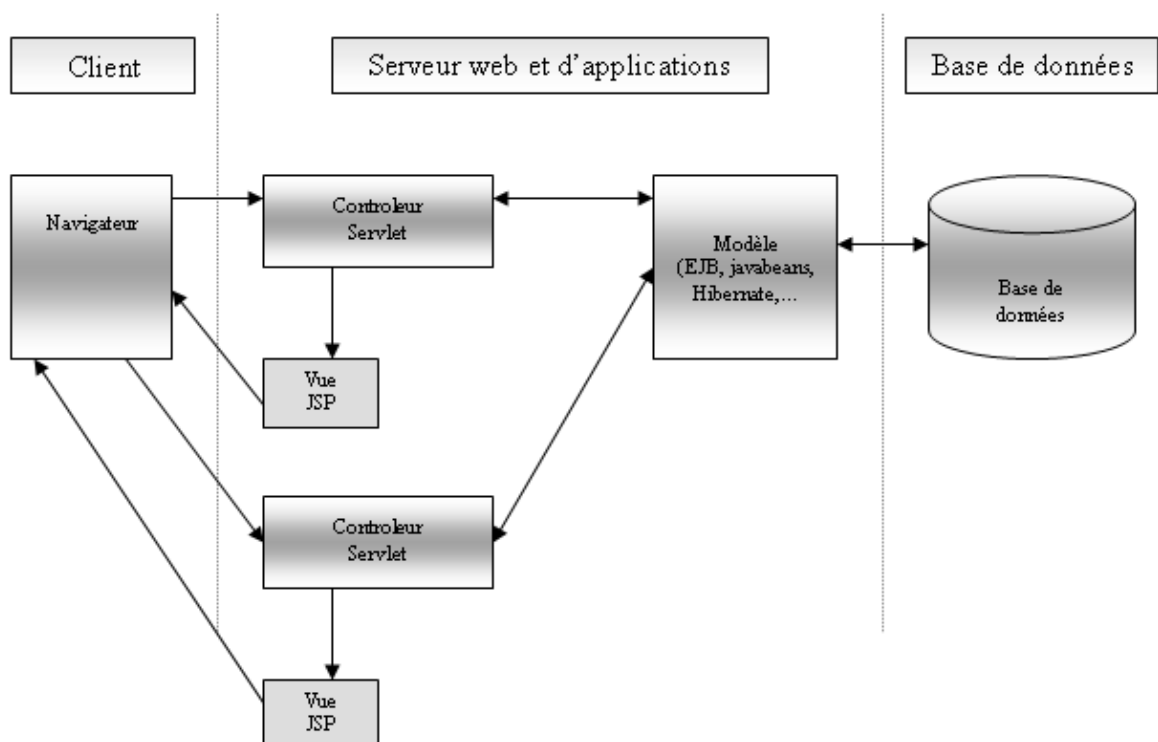 Client
Serveur web et d'applications
Base de données
Navigateur
Controleur
Servlet
Modèle
(EJB, javabeans,
Hibernate,...
Base de
données
Vue
JSP
Controleur
Servlet
Vue
JSP